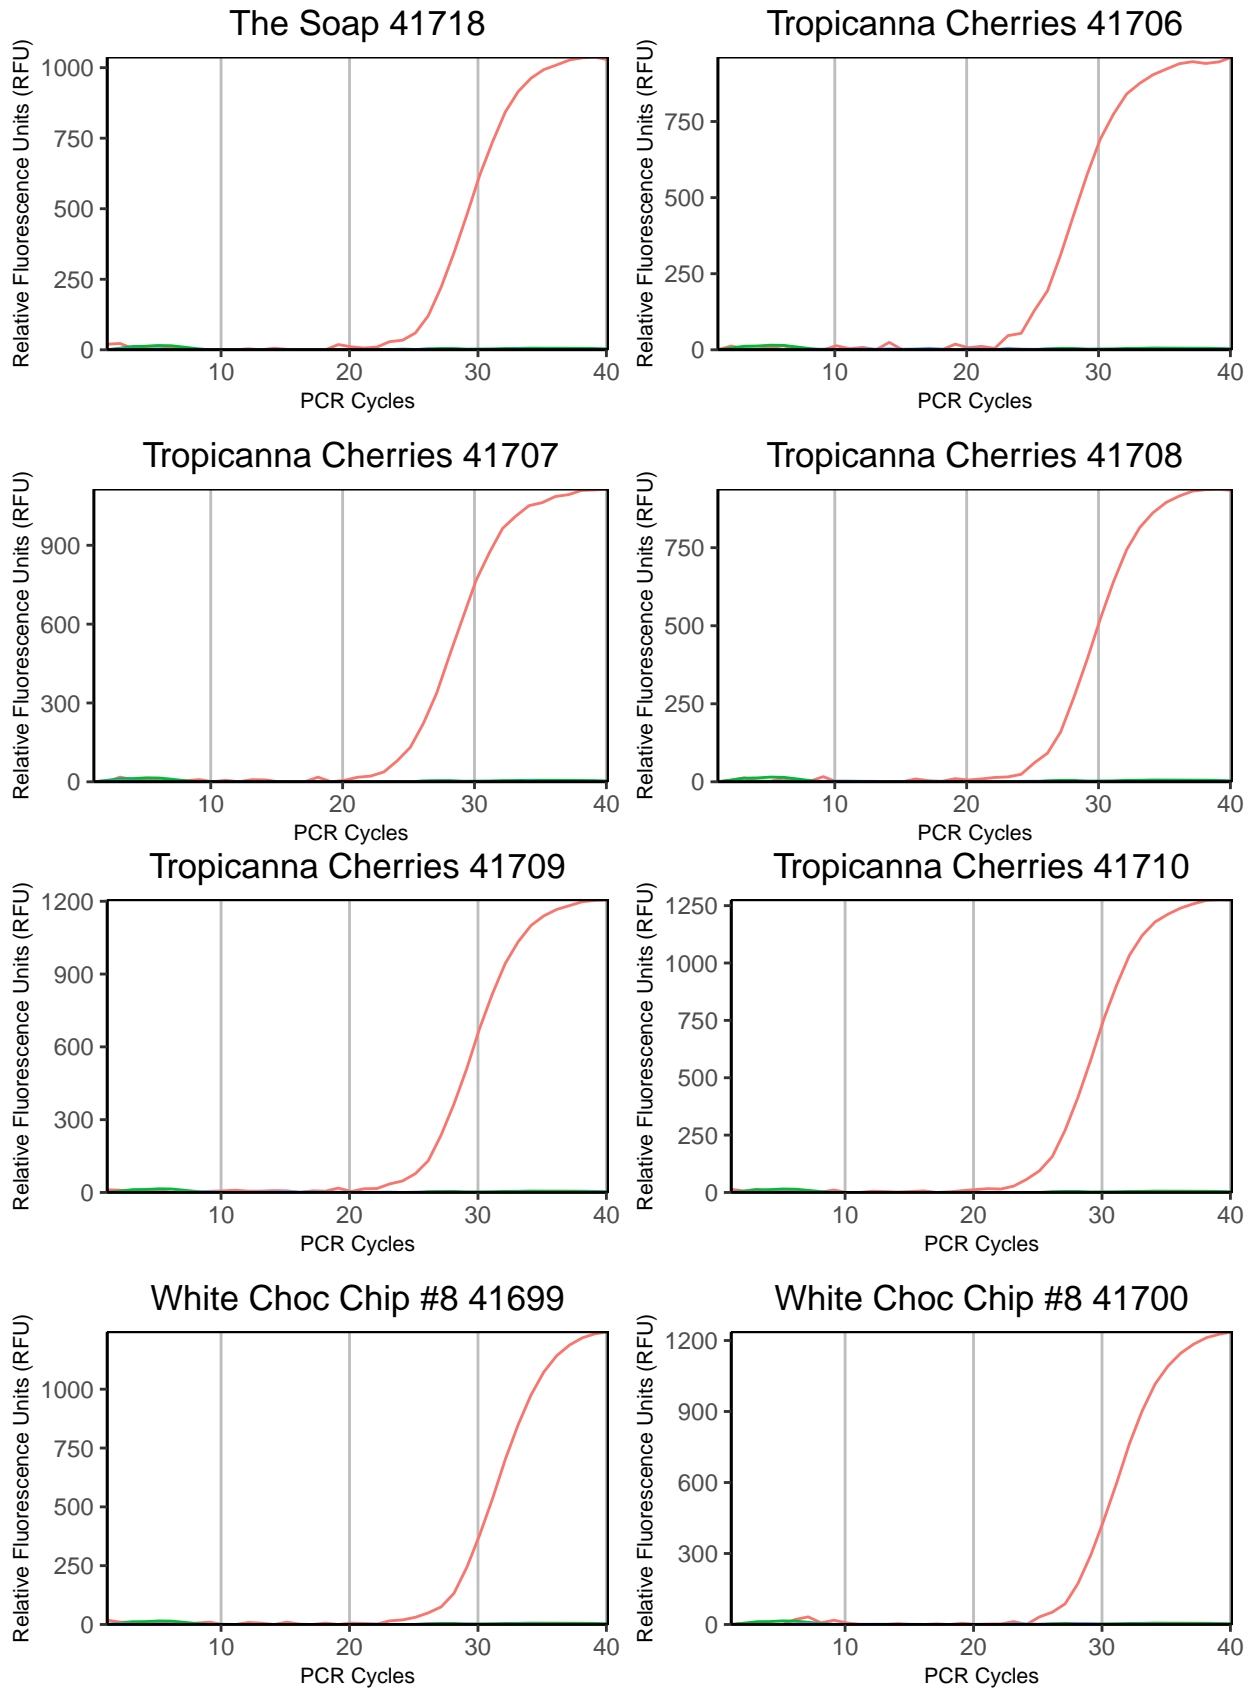 The Soap 41718
Relative Fluorescence Units (RFU)
1000
750
500
250
0
10 20 30 40
PCR Cycles
Tropicanna Cherries 41706
Relative Fluorescence Units (RFU)
750
500
250
0
10 20 30 40
PCR Cycles
Tropicanna Cherries 41707
Relative Fluorescence Units (RFU)
900
600
300
0
10 20 30 40
PCR Cycles
Tropicanna Cherries 41708
Relative Fluorescence Units (RFU)
750
500
250
0
10 20 30 40
PCR Cycles
Tropicanna Cherries 41709
Relative Fluorescence Units (RFU)
1200
900
600
300
0
10 20 30 40
PCR Cycles
Tropicanna Cherries 41710
Relative Fluorescence Units (RFU)
1250
1000
750
500
250
0
10 20 30 40
PCR Cycles
White Choc Chip #8 41699
Relative Fluorescence Units (RFU)
1000
750
500
250
0
10 20 30 40
PCR Cycles
White Choc Chip #8 41700
Relative Fluorescence Units (RFU)
1200
900
600
300
0
10 20 30 40
PCR Cycles